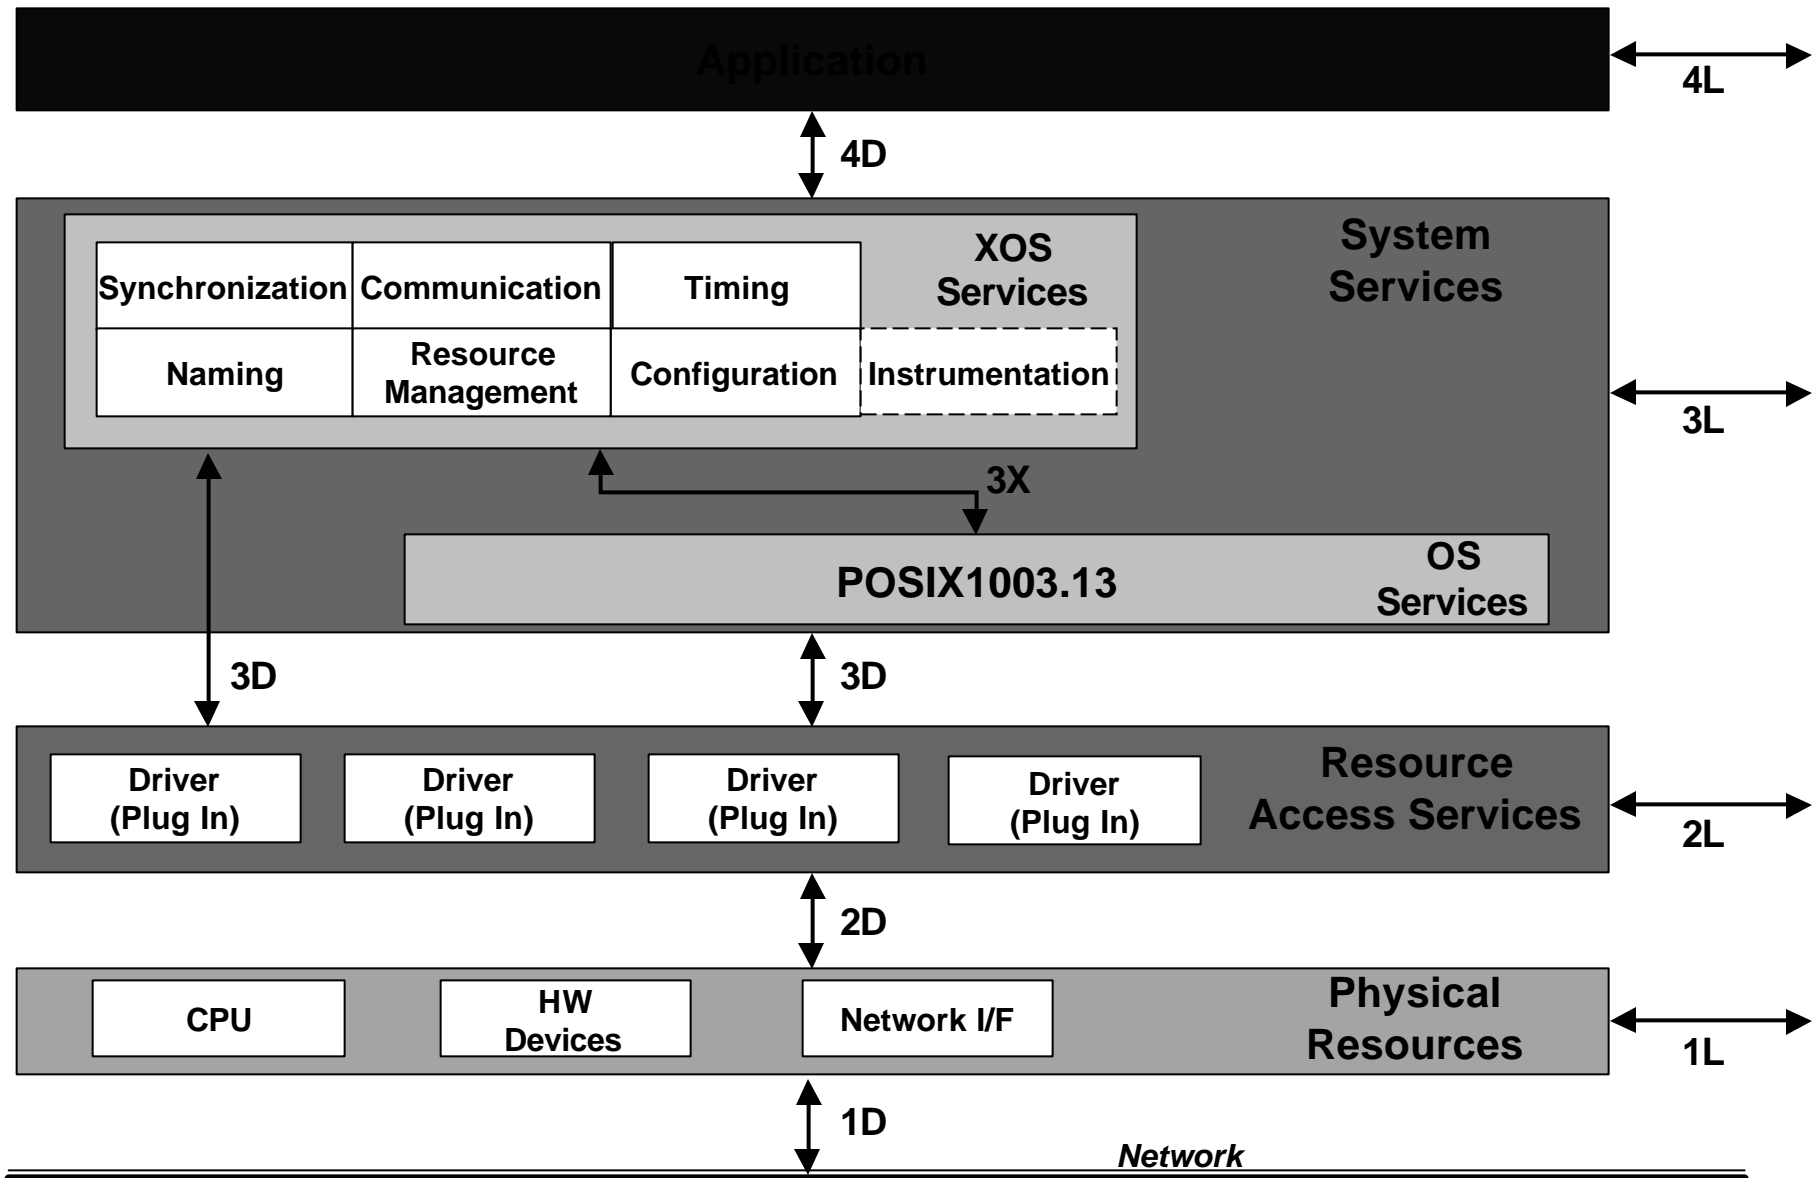 Application
4L
4D
System
Services
XOS
Services
Synchronization
Communication
Timing
Naming
Resource
Management
Configuration
Instrumentation
3L
3X
POSIX1003.13
OS
Services
3D
3D
Driver
(Plug In)
Driver
(Plug In)
Driver
(Plug In)
Driver
(Plug In)
Resource
Access Services
2L
2D
CPU
HW
Devices
Network I/F
Physical
Resources
1L
1D
Network